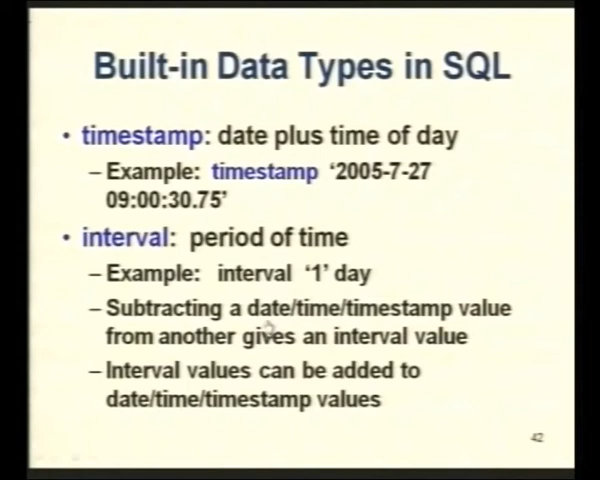 Built-in Data Types in SQL
• timestamp: date plus time of day
– Example: timestamp ‘2005-7-27
09:00:30.75’
• interval: period of time
– Example: interval ‘1’ day
– Subtracting a date/time/timestamp value
from another gives an interval value
– Interval values can be added to
date/time/timestamp values
42